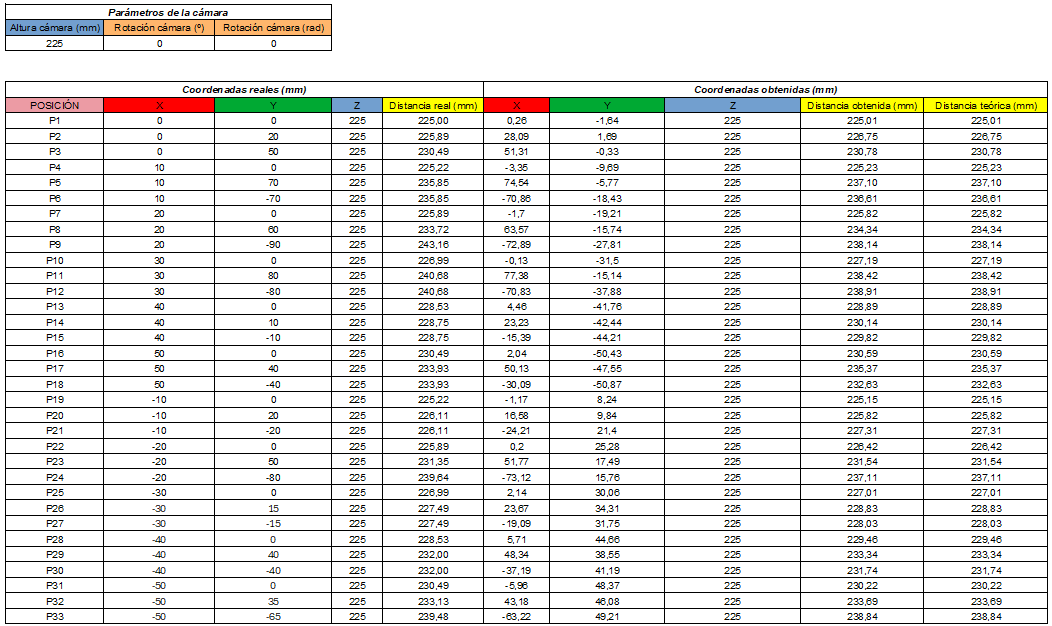 Parámetros de la cámara
Altura cámara (mm) Rotación cámara (º) Rotación cámara (rad)
225 0 0
Coordenadas reales (mm) Coordenadas obtenidas (mm)
POSICIÓN X Y Z Distancia real (mm) X Y Z Distancia obtenida (mm) Distancia teórica (mm)
P1 0 0 225 225,00 0,26 -1,64 225 225,01 225,01
P2 0 20 225 225,89 28,09 1,69 225 226,75 226,75
P3 0 50 225 230,49 51,31 -0,33 225 230,78 230,78
P4 10 0 225 225,22 -3,35 -9,69 225 225,23 225,23
P5 10 70 225 235,85 74,54 -5,77 225 237,10 237,10
P6 10 -70 225 235,85 -70,86 -18,43 225 236,61 236,61
P7 20 0 225 225,89 -1,7 -19,21 225 225,82 225,82
P8 20 60 225 233,72 63,57 -15,74 225 234,34 234,34
P9 20 -90 225 243,16 -72,89 -27,81 225 238,14 238,14
P10 30 0 225 226,99 -0,13 -31,5 225 227,19 227,19
P11 30 80 225 240,68 77,38 -15,14 225 238,42 238,42
P12 30 -80 225 240,68 -70,83 -37,88 225 238,91 238,91
P13 40 0 225 228,53 4,46 -41,76 225 228,89 228,89
P14 40 10 225 228,75 23,23 -42,44 225 230,14 230,14
P15 40 -10 225 228,75 -15,39 -44,21 225 229,82 229,82
P16 50 0 225 230,49 2,04 -50,43 225 230,59 230,59
P17 50 40 225 233,93 50,13 -47,55 225 235,37 235,37
P18 50 -40 225 233,93 -30,09 -50,87 225 232,63 232,63
P19 -10 0 225 225,22 -1,17 8,24 225 225,15 225,15
P20 -10 20 225 226,11 16,58 9,84 225 225,82 225,82
P21 -10 -20 225 226,11 -24,21 21,4 225 227,31 227,31
P22 -20 0 225 225,89 0,2 25,28 225 226,42 226,42
P23 -20 50 225 231,35 51,77 17,49 225 231,54 231,54
P24 -20 -80 225 239,64 -73,12 15,76 225 237,11 237,11
P25 -30 0 225 226,99 2,14 30,06 225 227,01 227,01
P26 -30 15 225 227,49 23,67 34,31 225 228,83 228,83
P27 -30 -15 225 227,49 -19,09 31,75 225 228,03 228,03
P28 -40 0 225 228,53 5,71 44,66 225 229,46 229,46
P29 -40 40 225 232,00 48,34 38,55 225 233,34 233,34
P30 -40 -40 225 232,00 -37,19 41,19 225 231,74 231,74
P31 -50 0 225 230,49 -5,96 48,37 225 230,22 230,22
P32 -50 35 225 233,13 43,18 46,08 225 233,69 233,69
P33 -50 -65 225 239,48 -63,22 49,21 225 238,84 238,84